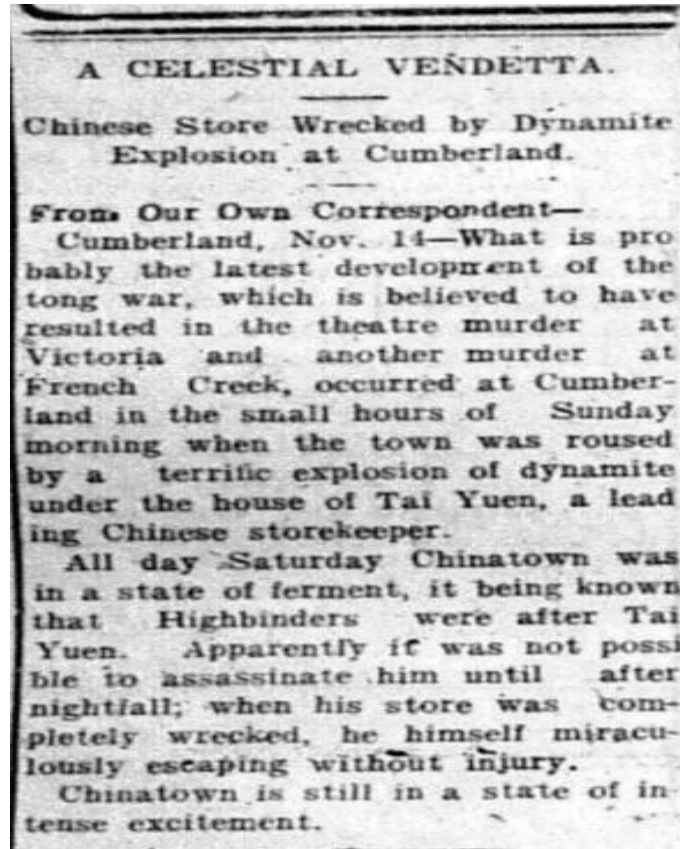 A CELESTIAL VENDETTA.
Chinese Store Wrecked by Dynamite
Explosion at Cumberland.
From Our Own Correspondent—
Cumberland, Nov. 14—What is pro
bably the latest development of the
tong war, which is believed to have
resulted in the theatre murder at
Victoria and another murder at
French Creek, occurred at Cumber-
land in the small hours of Sunday
morning when the town was roused
by a terrific explosion of dynamite
under the house of Tai Yuen, a lead
ing Chinese storekeeper.
All day Saturday Chinatown was
in a state of ferment, it being known
that Highbinders were after Tai
Yuen. Apparently it was not possi
ble to assassinate him until after
nightfall; when his store was com-
pletely wrecked, he himself miracu-
lously escaping without injury.
Chinatown is still in a state of in-
tense excitement.